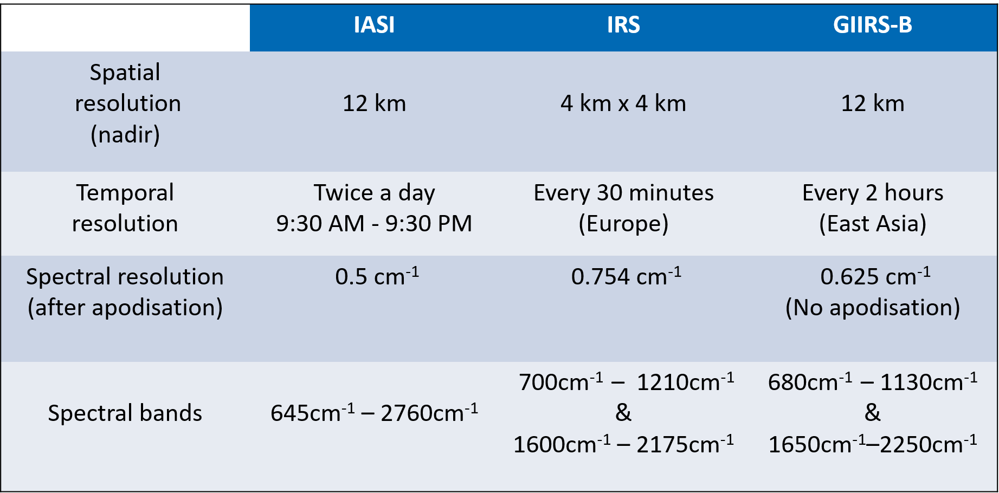 IASI IRS GIIRS-B
Spatial
resolution 12 km 4 km x 4 km 12 km
(nadir)
Temporal Twice a day Every 30 minutes Every 2 hours
resolution 9:30 AM - 9:30 PM (Europe) (East Asia)
Spectral resolution 0.5 cm⁻¹ 0.754 cm⁻¹ 0.625 cm⁻¹
(after apodisation) (No apodisation)
700cm⁻¹ – 1210cm⁻¹ 680cm⁻¹ – 1130cm⁻¹
Spectral bands 645cm⁻¹ – 2760cm⁻¹ & &
1600cm⁻¹ – 2175cm⁻¹ 1650cm⁻¹–2250cm⁻¹